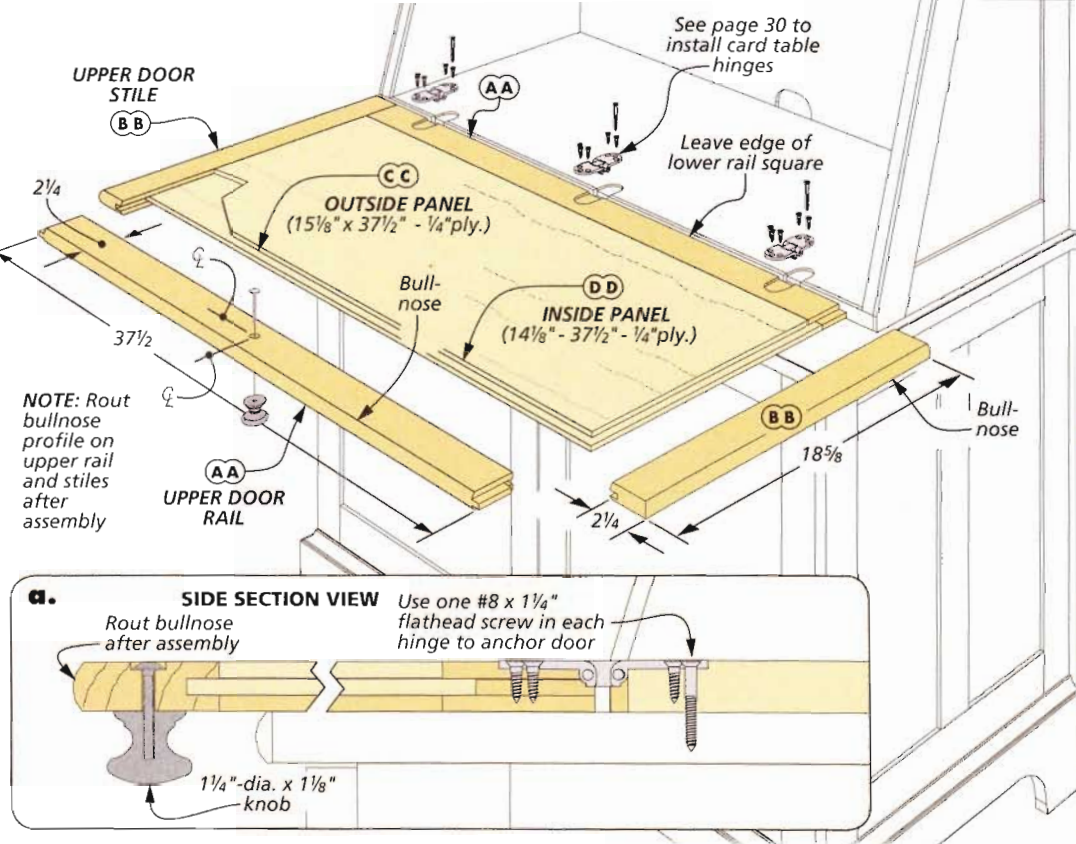 See page 30 to
install card table
hinges
UPPER DOOR
STILE
BB
AA
Leave edge of
lower rail square
2¼
CC
OUTSIDE PANEL
(15⅛" x 37½" - ¼"ply.)
℄
Bull-
nose
DD
INSIDE PANEL
(14⅛" - 37½" - ¼"ply.)
37½
℄
NOTE: Rout
bullnose
profile on
upper rail
and stiles
after
assembly
AA
UPPER DOOR
RAIL
BB
Bull-
nose
18⅝
2¼
a.
SIDE SECTION VIEW
Rout bullnose
after assembly
Use one #8 x 1¼"
flathead screw in each
hinge to anchor door
1¼"-dia. x 1⅛"
knob